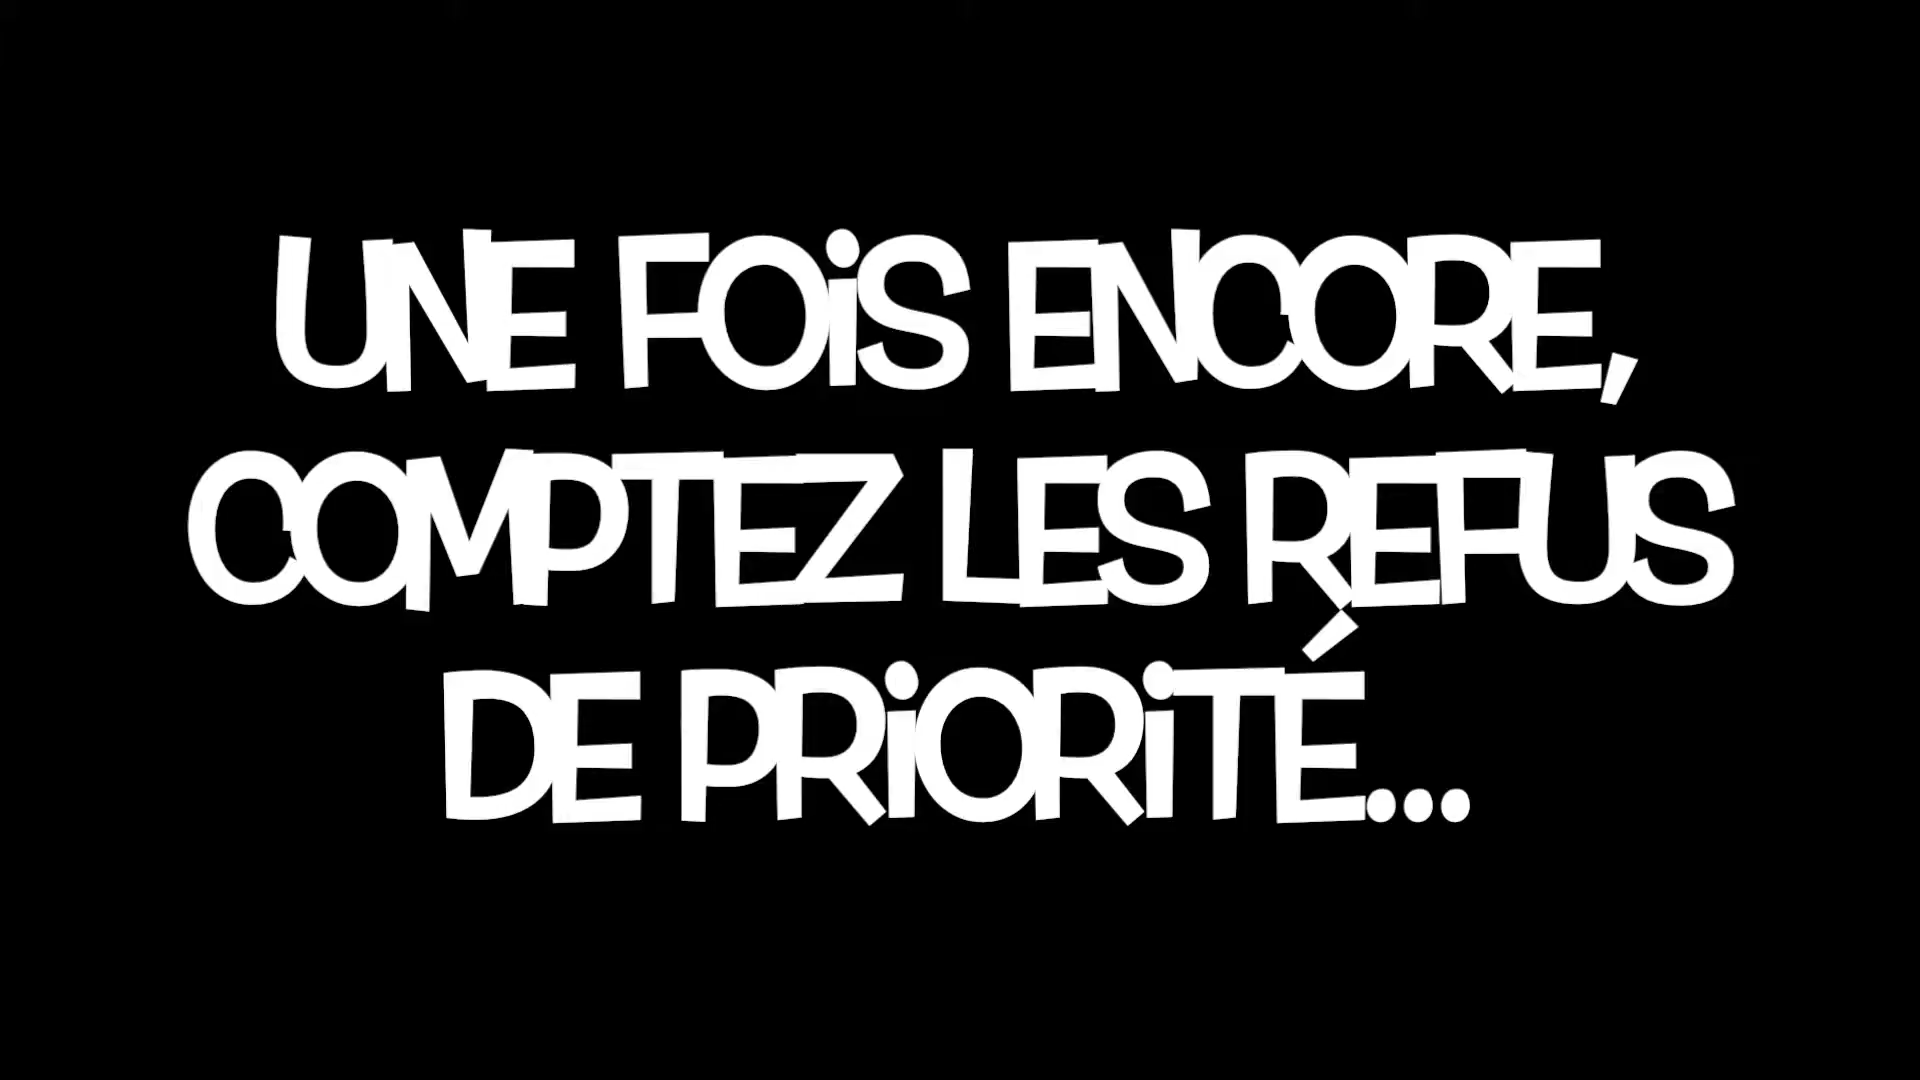 UNE FOiS ENCORE,
COMPTEZ LES REFUS
DE PRiORiTÉ...